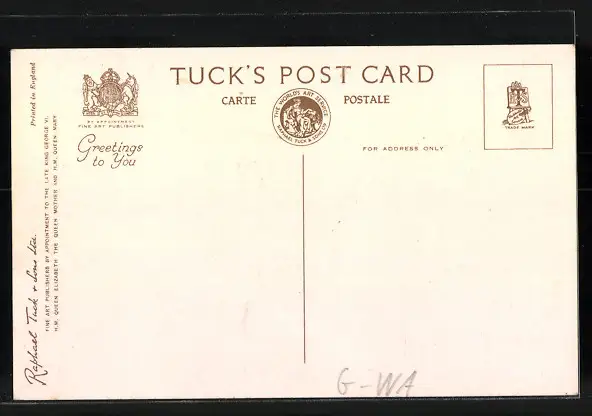 TUCK'S POST CARD
CARTE POSTALE
THE WORLD'S ART SERVICE
RAPHAEL TUCK & SONS LTD
BY APPOINTMENT
FINE ART PUBLISHERS
Greetings
to You
FOR ADDRESS ONLY
TRADE MARK
Printed in England
Raphael Tuck & Sons Ltd.
FINE ART PUBLISHERS BY APPOINTMENT TO THE LATE KING GEORGE VI,
H.M. QUEEN ELIZABETH THE QUEEN MOTHER AND H.M. QUEEN MARY
G-WA